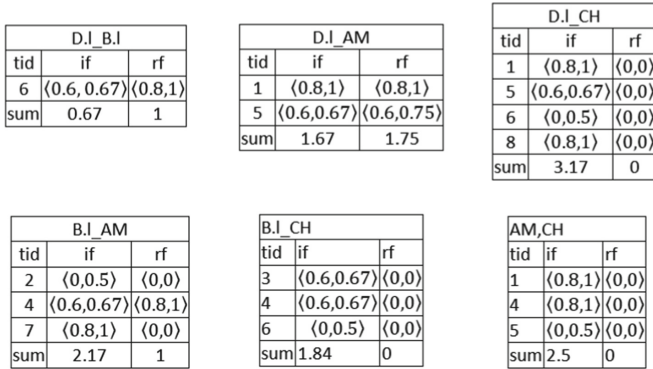 D.l_B.l
tid if rf
6 ⟨0.6, 0.67⟩ ⟨0.8,1⟩
sum 0.67 1
D.l_AM
tid if rf
1 ⟨0.8,1⟩ ⟨0.8,1⟩
5 ⟨0.6,0.67⟩ ⟨0.6,0.75⟩
sum 1.67 1.75
D.l_CH
tid if rf
1 ⟨0.8,1⟩ ⟨0,0⟩
5 ⟨0.6,0.67⟩ ⟨0,0⟩
6 ⟨0,0.5⟩ ⟨0,0⟩
8 ⟨0.8,1⟩ ⟨0,0⟩
sum 3.17 0
B.l_AM
tid if rf
2 ⟨0,0.5⟩ ⟨0,0⟩
4 ⟨0.6,0.67⟩ ⟨0.8,1⟩
7 ⟨0.8,1⟩ ⟨0,0⟩
sum 2.17 1
B.l_CH
tid if rf
3 ⟨0.6,0.67⟩ ⟨0,0⟩
4 ⟨0.6,0.67⟩ ⟨0,0⟩
6 ⟨0,0.5⟩ ⟨0,0⟩
sum 1.84 0
AM,CH
tid if rf
1 ⟨0.8,1⟩ ⟨0,0⟩
4 ⟨0.8,1⟩ ⟨0,0⟩
5 ⟨0,0.5⟩ ⟨0,0⟩
sum 2.5 0